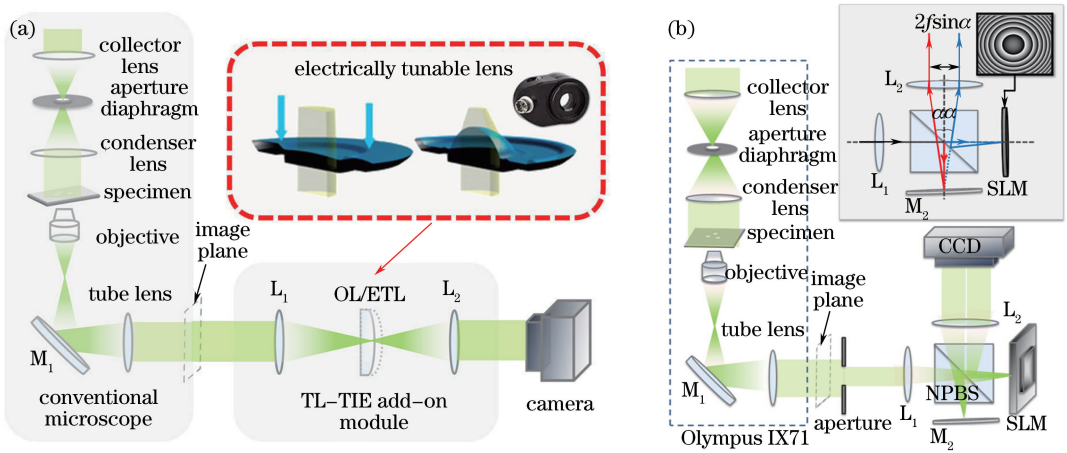 (a)
collector
lens
aperture
diaphragm
condenser
lens
specimen
objective
image
plane
tube lens
M1
conventional
microscope
electrically tunable lens
L1
OL/ETL
L2
TL−TIE add−on
module
camera
(b)
collector
lens
aperture
diaphragm
condenser
lens
specimen
objective
image
plane
tube lens
M1
Olympus IX71
aperture
L1
NPBS
M2
SLM
L2
CCD
2fsinα
L2
αα
L1
M2
SLM